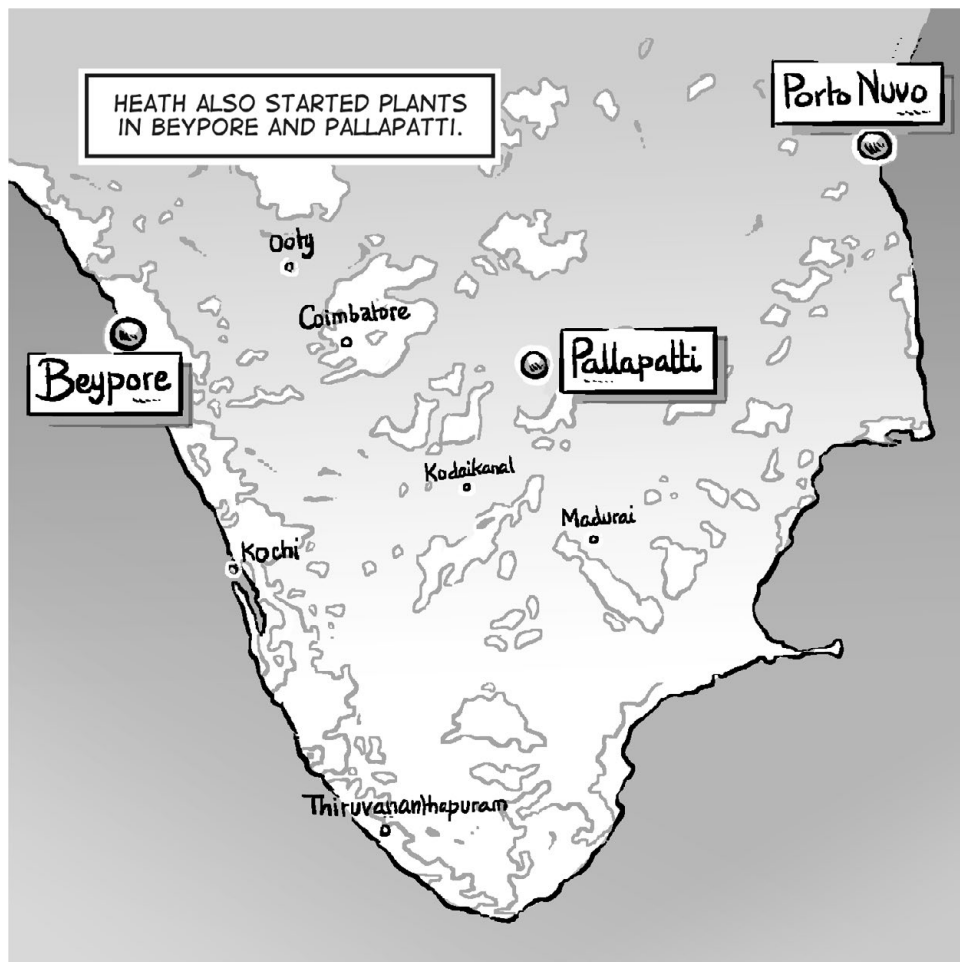 HEATH ALSO STARTED PLANTS
IN BEYPORE AND PALLAPATTI.
Porto Nuvo
Ooty
Coimbatore
Beypore
Pallapatti
Kodaikanal
Madurai
Kochi
Thiruvananthapuram